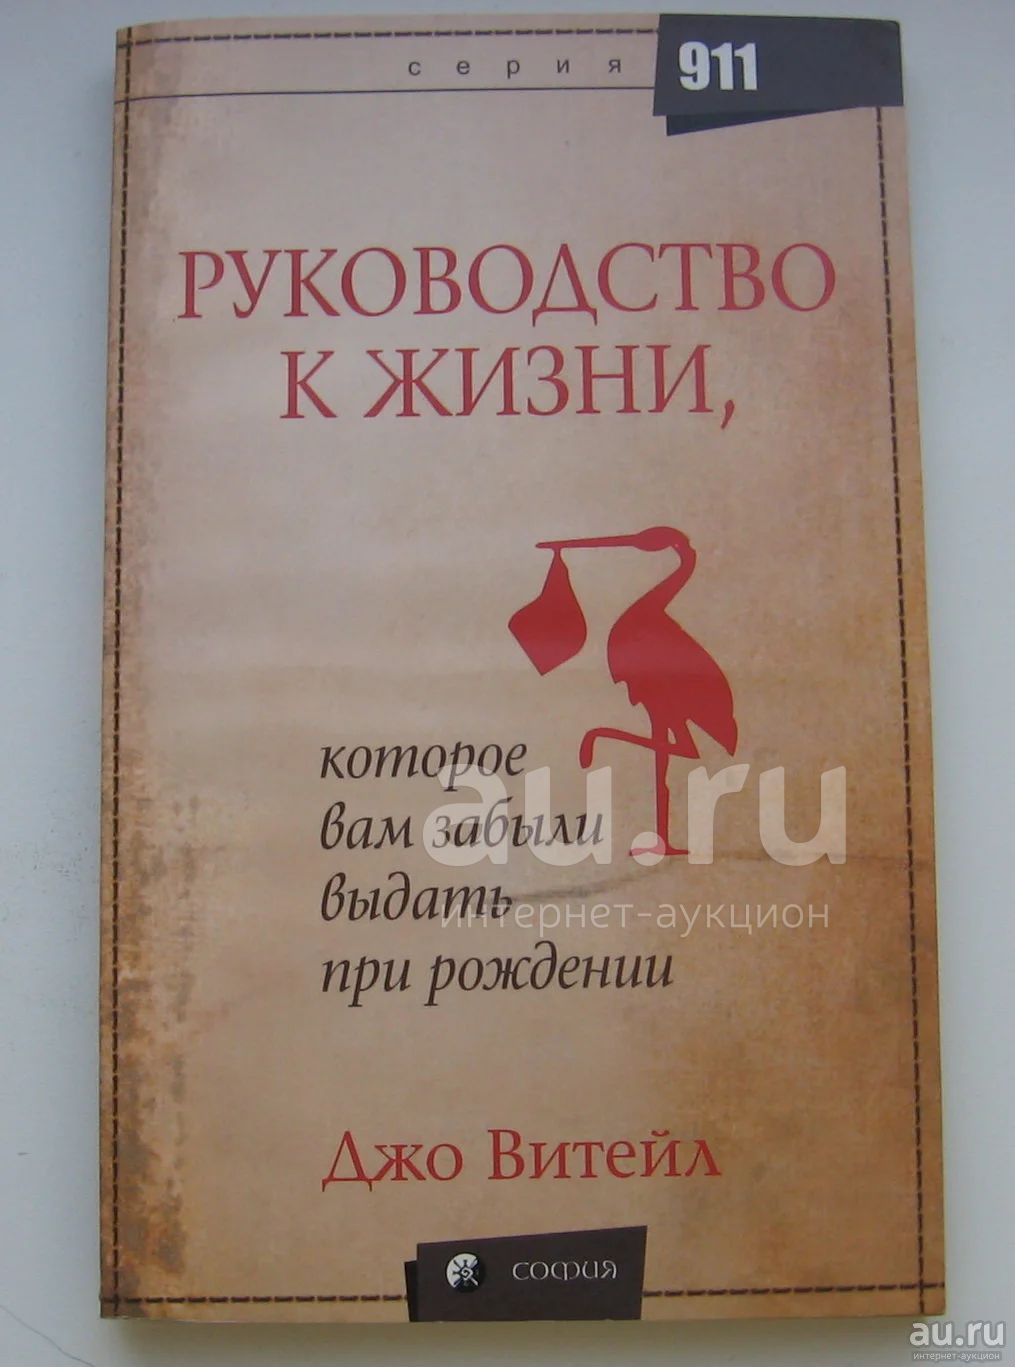 серия 911
РУКОВОДСТВО
К ЖИЗНИ,
которое
вам забыли
выдать
при рождении
au.ru
интернет-аукцион
Джо Витейл
СОФИЯ
au.ru
интернет-аукцион